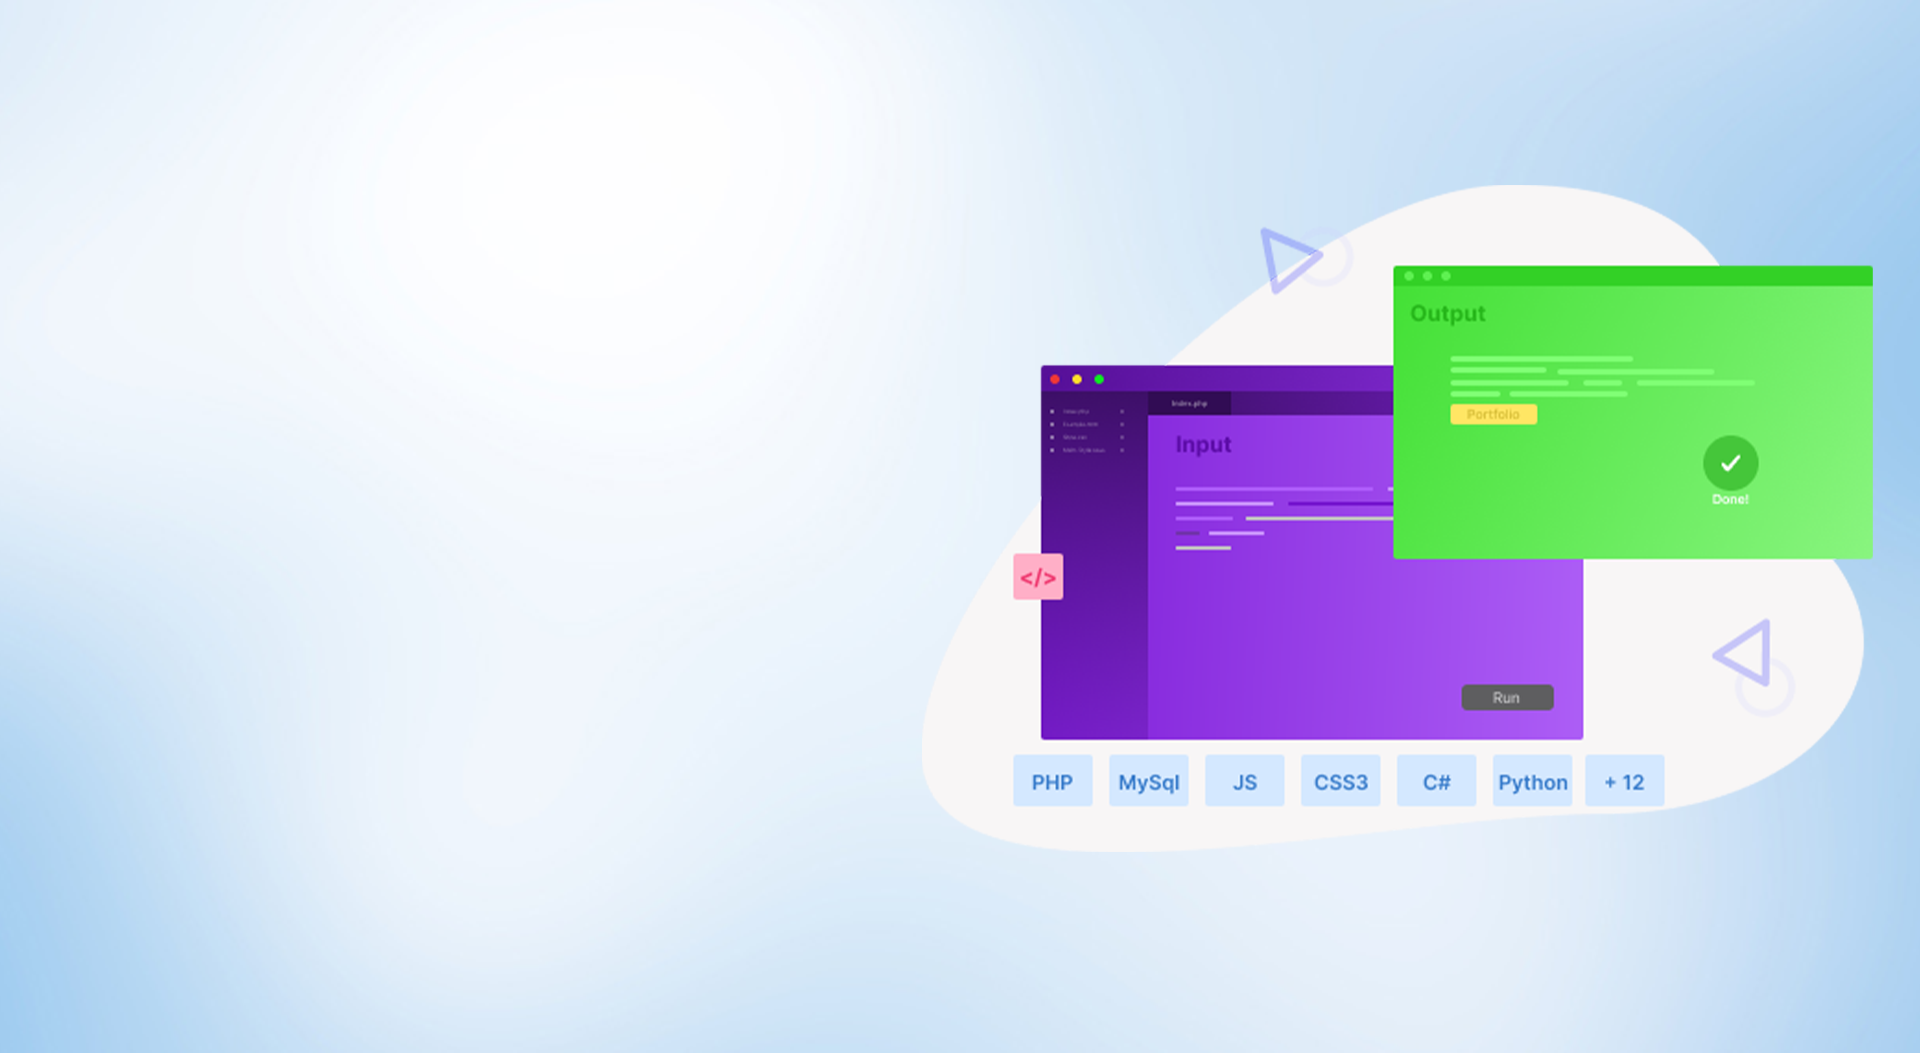 Output
Portfolio
Done!
Index.php
Input
</>
Run
PHP
MySql
JS
CSS3
C#
Python
+ 12